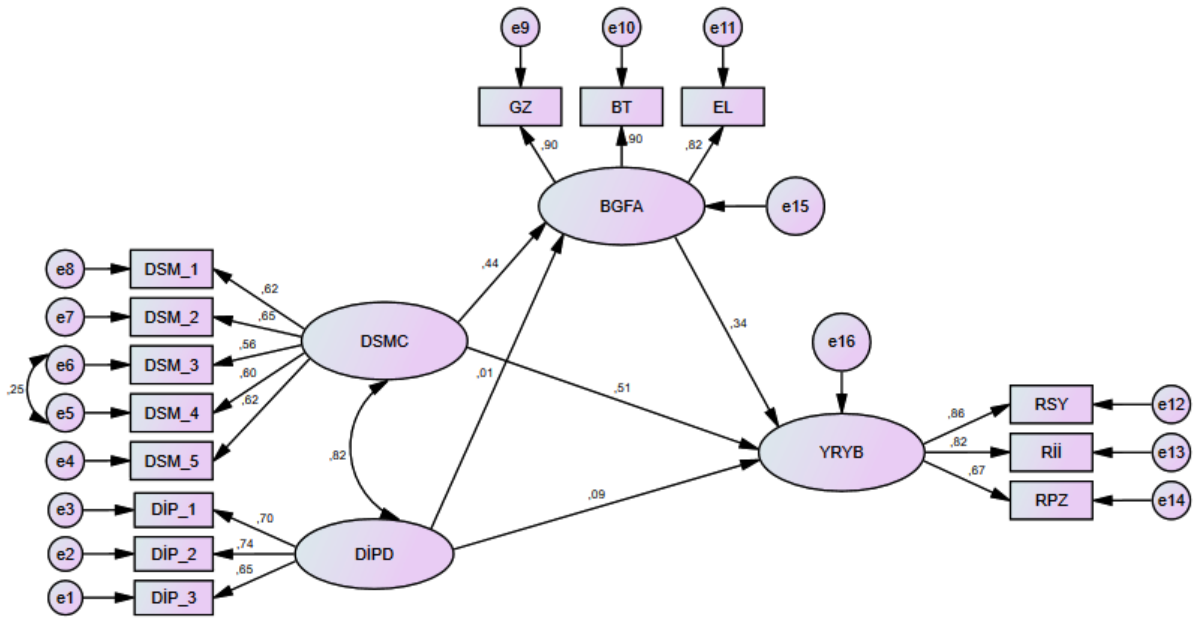 e9
e10
e11
GZ
BT
EL
,90
,90
,82
BGFA
e15
e8
DSM_1
,62
,44
e7
DSM_2
,65
DSMC
,34
e16
e6
DSM_3
,56
,25
,60
,01
,51
e5
DSM_4
,62
RSY
e12
,86
e4
DSM_5
,82
YRYB
,82
RİI
e13
,67
RPZ
e14
e3
DİP_1
,70
,09
e2
DİP_2
,74
DİPD
e1
DİP_3
,65